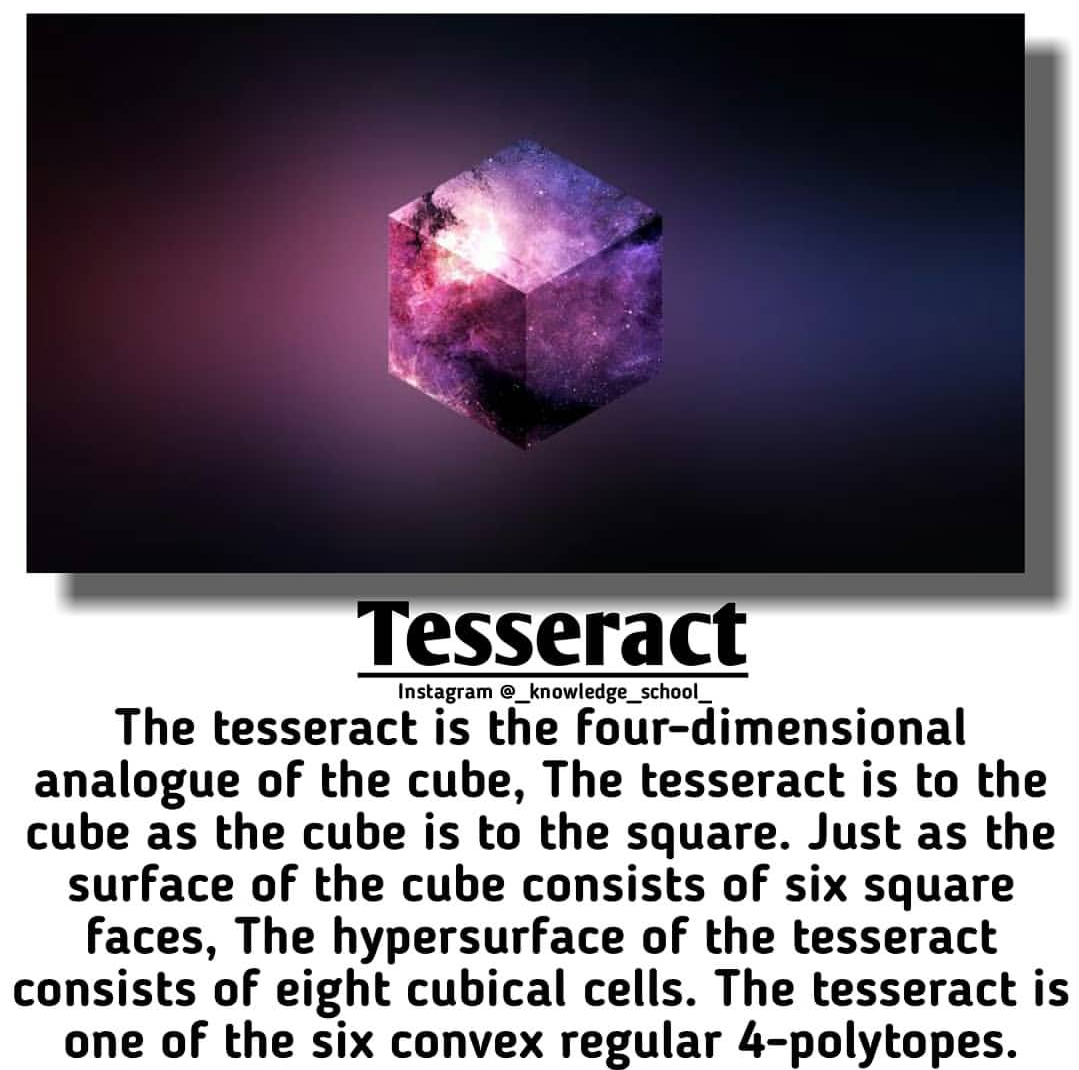 Tesseract
Instagram @_knowledge_school_
The tesseract is the four-dimensional
analogue of the cube, The tesseract is to the
cube as the cube is to the square. Just as the
surface of the cube consists of six square
faces, The hypersurface of the tesseract
consists of eight cubical cells. The tesseract is
one of the six convex regular 4-polytopes.